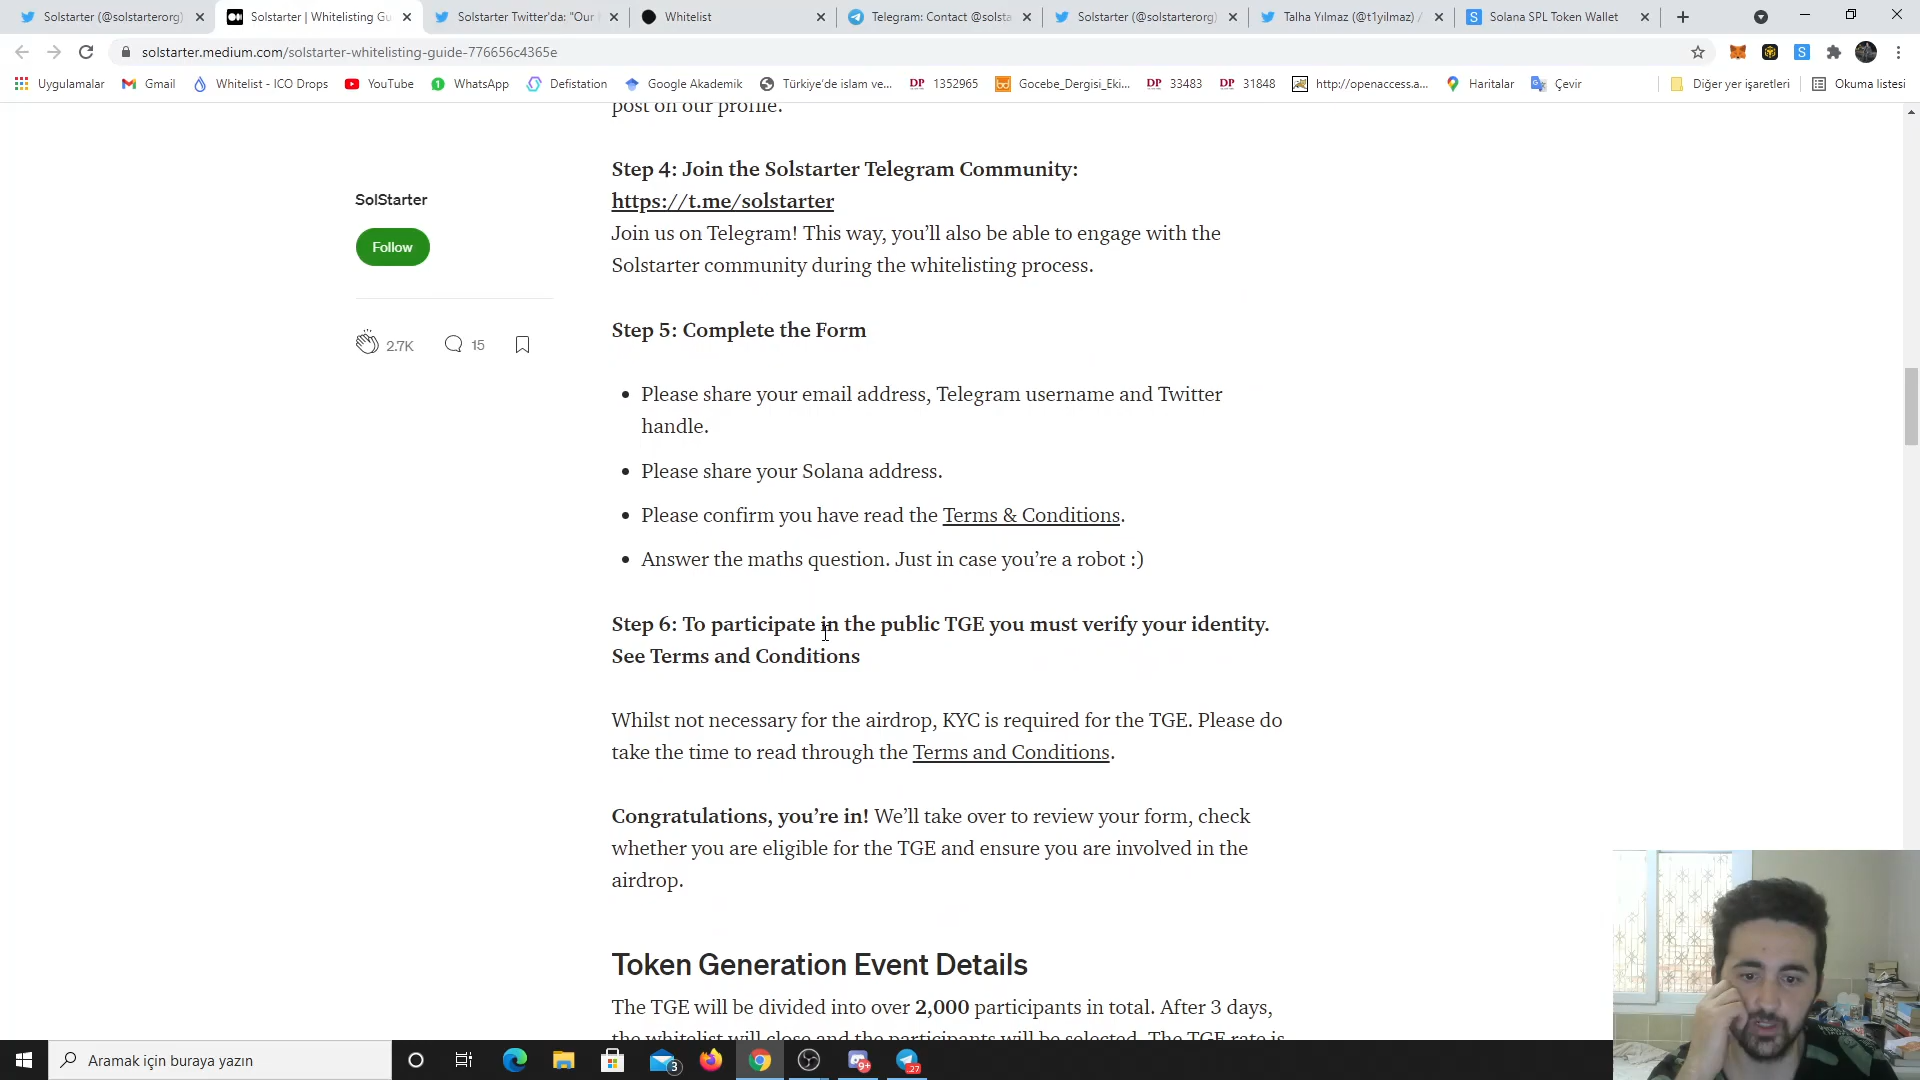 Solstarter (@solstarterorg)
Solstarter | Whitelisting Gu
Solstarter Twitter'da: "Our
Whitelist
Telegram: Contact @solsta
Solstarter (@solstarterorg)
Talha Yılmaz (@t1yilmaz) /
Solana SPL Token Wallet
solstarter.medium.com/solstarter-whitelisting-guide-776656c4365e
Uygulamalar
Gmail
Whitelist - ICO Drops
YouTube
WhatsApp
Defistation
Google Akademik
Türkiye'de islam ve...
DP 1352965
Gocebe_Dergisi_Eki...
DP 33483
DP 31848
http://openaccess.a...
Haritalar
Çevir
Diğer yer işaretleri
Okuma listesi
post on our profile.
SolStarter
Follow
2.7K
15
Step 4: Join the Solstarter Telegram Community:
https://t.me/solstarter
Join us on Telegram! This way, you'll also be able to engage with the
Solstarter community during the whitelisting process.
Step 5: Complete the Form
• Please share your email address, Telegram username and Twitter
handle.
• Please share your Solana address.
• Please confirm you have read the Terms & Conditions.
• Answer the maths question. Just in case you're a robot :)
Step 6: To participate in the public TGE you must verify your identity.
See Terms and Conditions
Whilst not necessary for the airdrop, KYC is required for the TGE. Please do
take the time to read through the Terms and Conditions.
Congratulations, you're in! We'll take over to review your form, check
whether you are eligible for the TGE and ensure you are involved in the
airdrop.
Token Generation Event Details
The TGE will be divided into over 2,000 participants in total. After 3 days,
the whitelist will close and the participants will be selected. The TGE rate is
Aramak için buraya yazın
3
9+
27